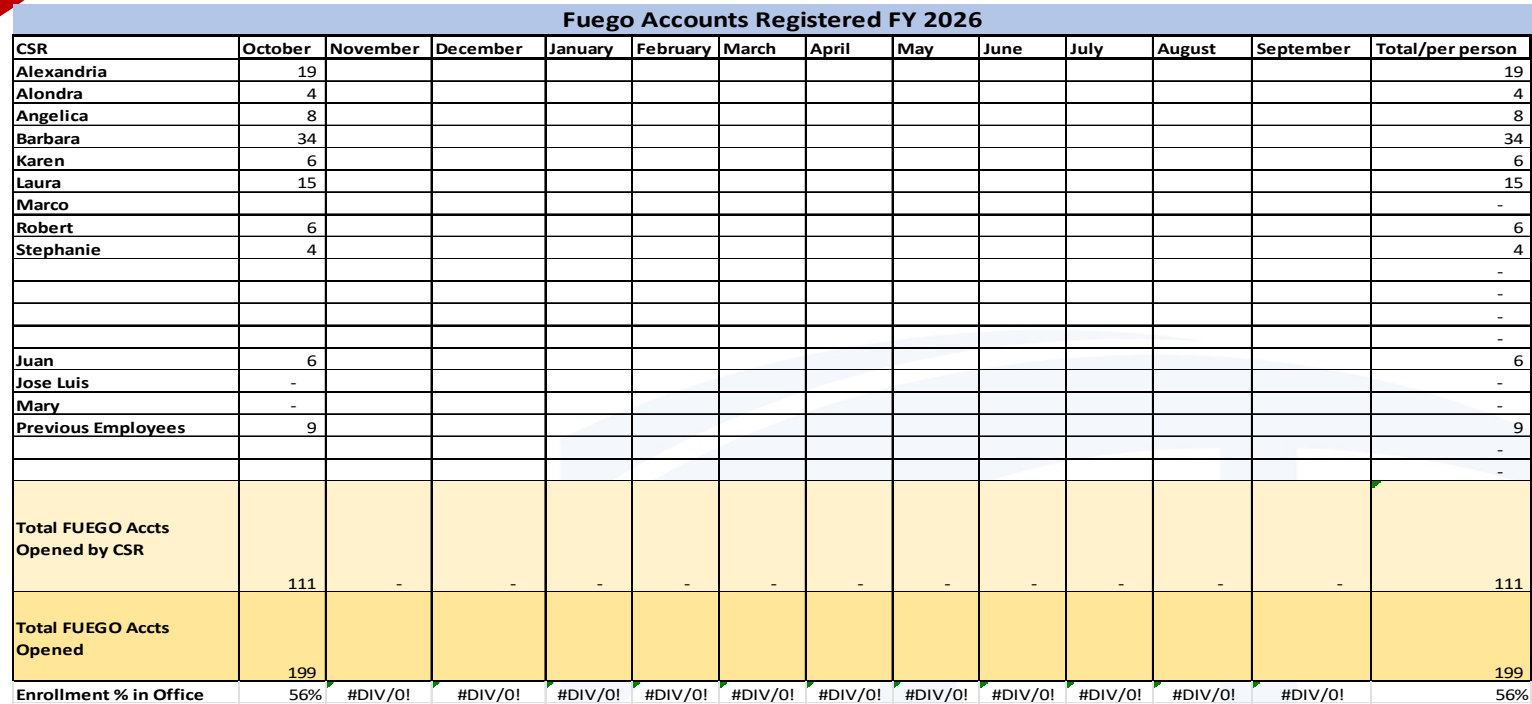 Fuego Accounts Registered FY 2026
CSR October November December January February March April May June July August September Total/per person
Alexandria 19 19
Alondra 4 4
Angelica 8 8
Barbara 34 34
Karen 6 6
Laura 15 15
Marco -
Robert 6 6
Stephanie 4 4
-
-
-
-
Juan 6 6
Jose Luis - -
Mary - -
Previous Employees 9 9
-
-
Total FUEGO Accts
Opened by CSR
111 - - - - - - - - - - - 111
Total FUEGO Accts
Opened
199 199
Enrollment % in Office 56% #DIV/0! #DIV/0! #DIV/0! #DIV/0! #DIV/0! #DIV/0! #DIV/0! #DIV/0! #DIV/0! #DIV/0! #DIV/0! 56%